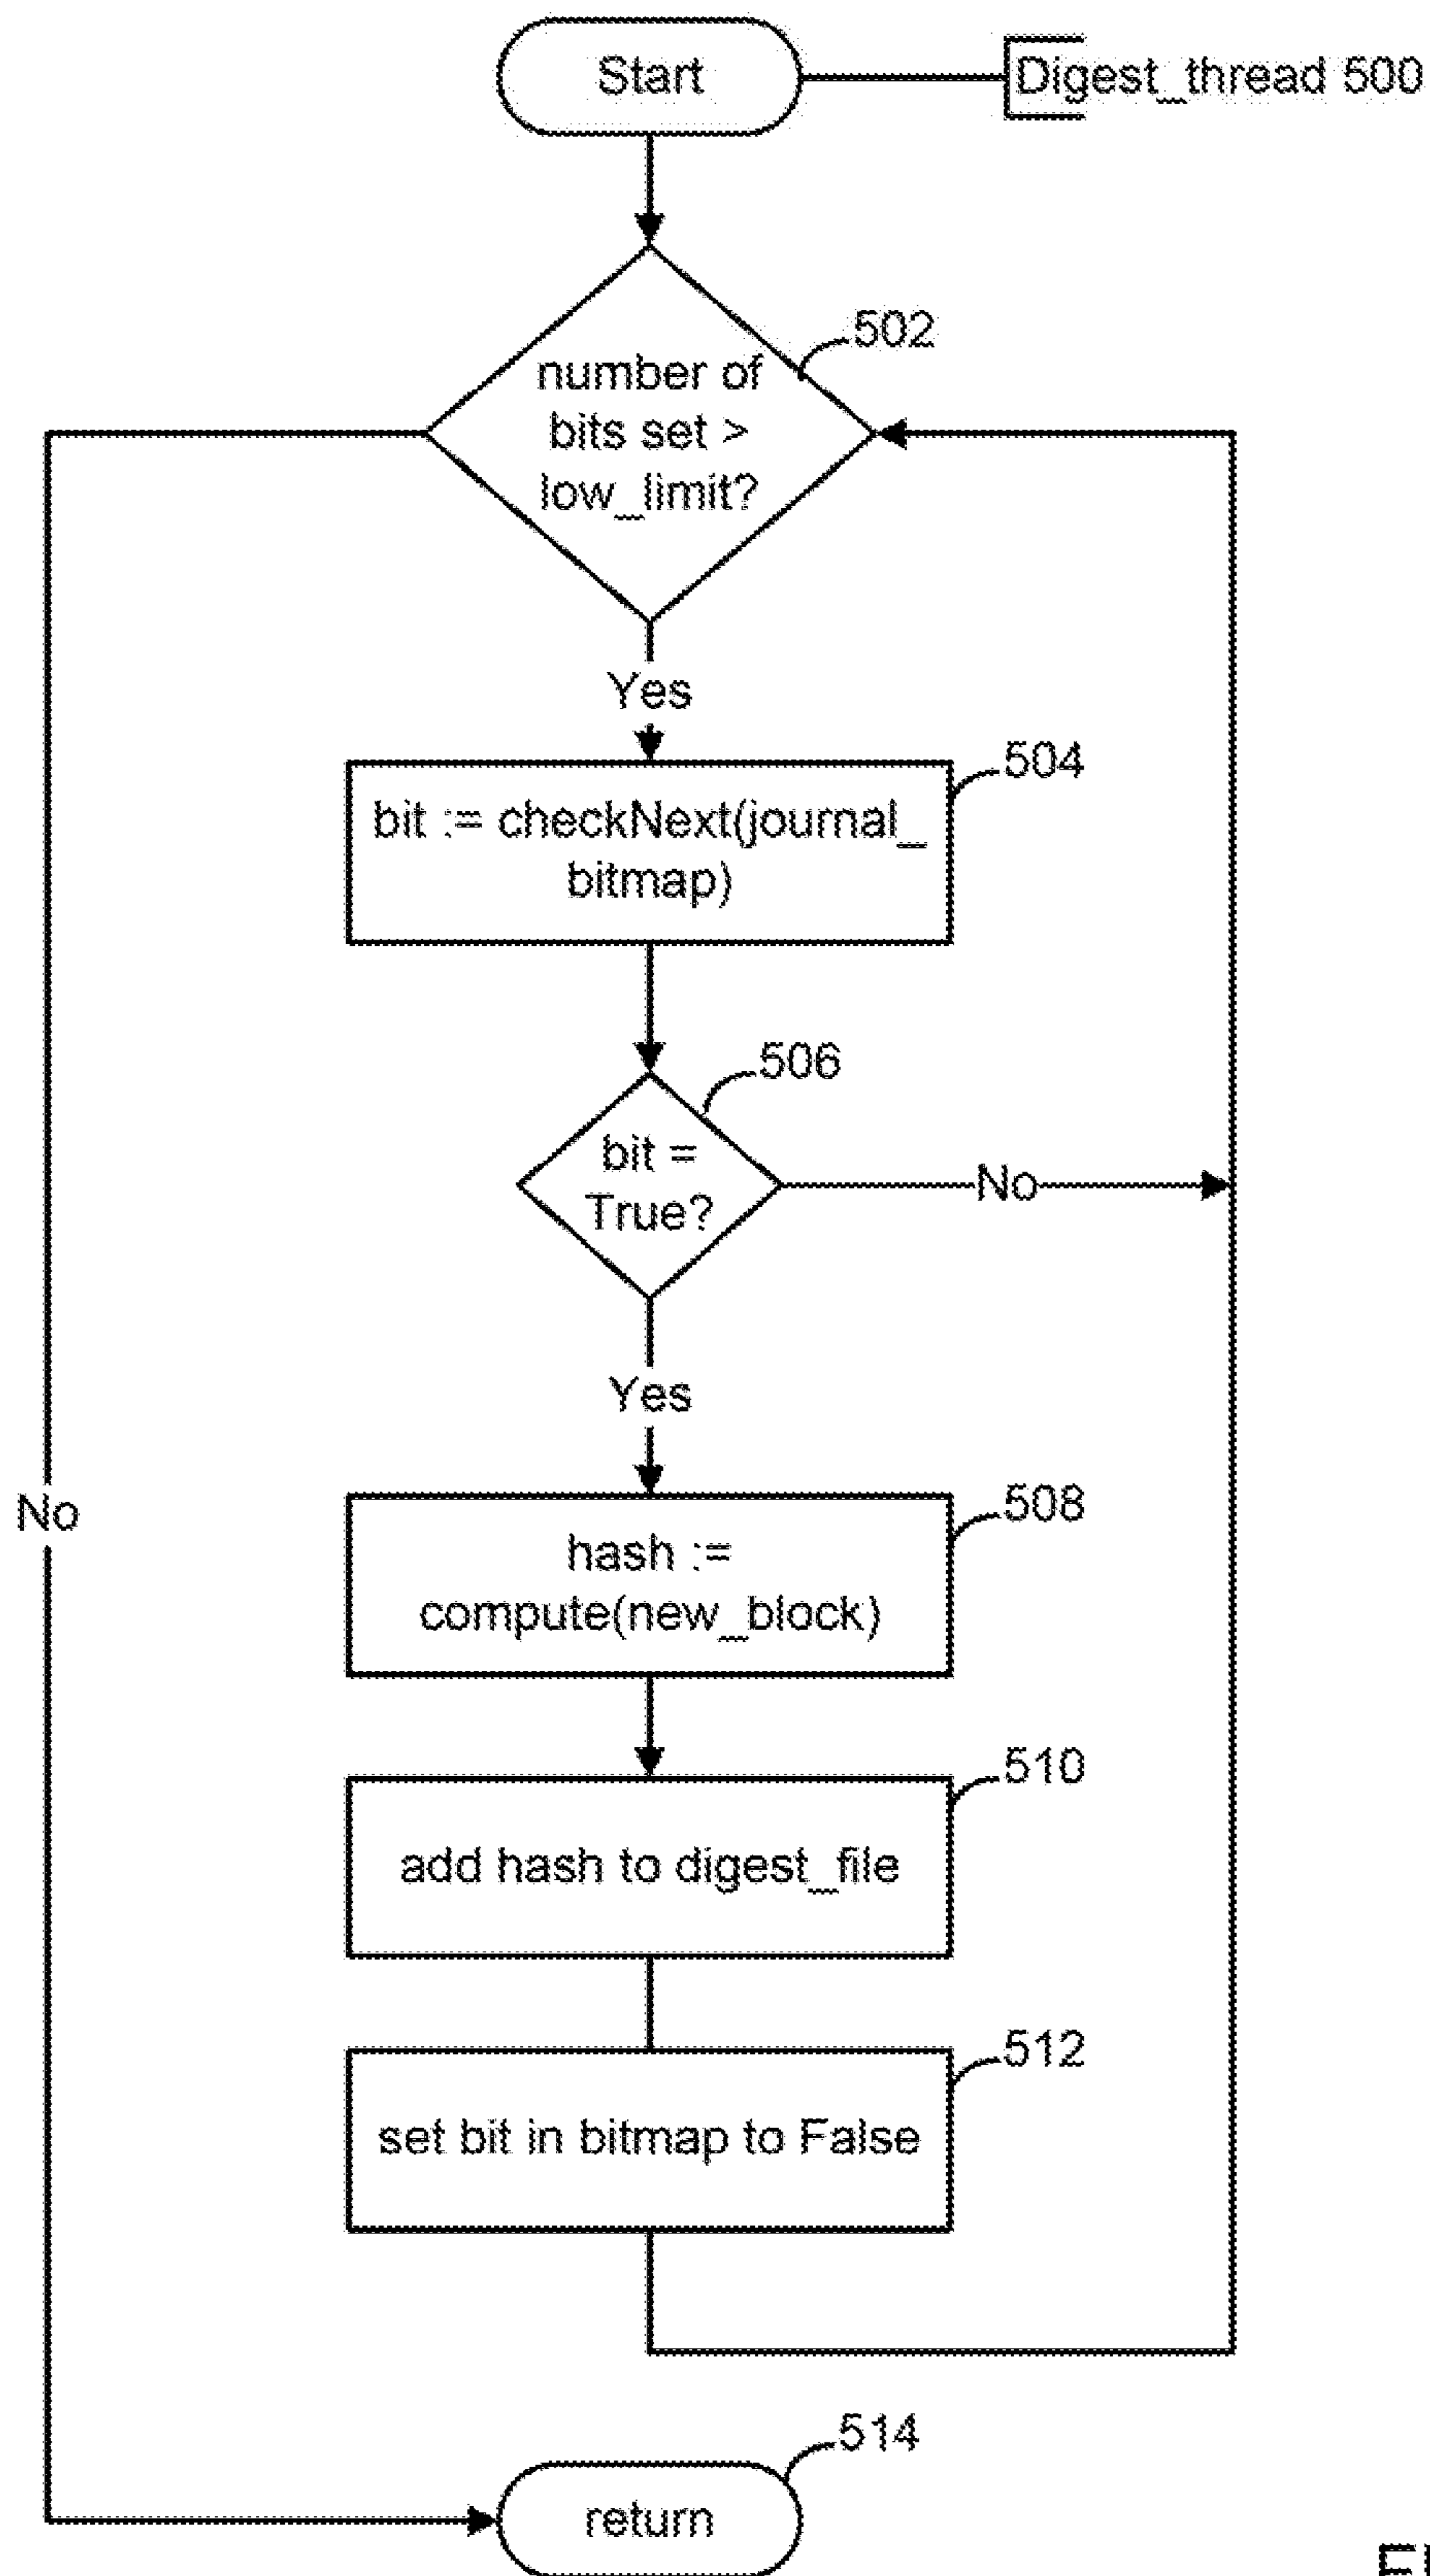 Start
Digest_thread 500
502
number of
bits set >
low_limit?
Yes
504
bit := checkNext(journal_
bitmap)
506
bit =
True?
No
Yes
508
No
hash :=
compute(new_block)
510
add hash to digest_file
512
set bit in bitmap to False
514
return